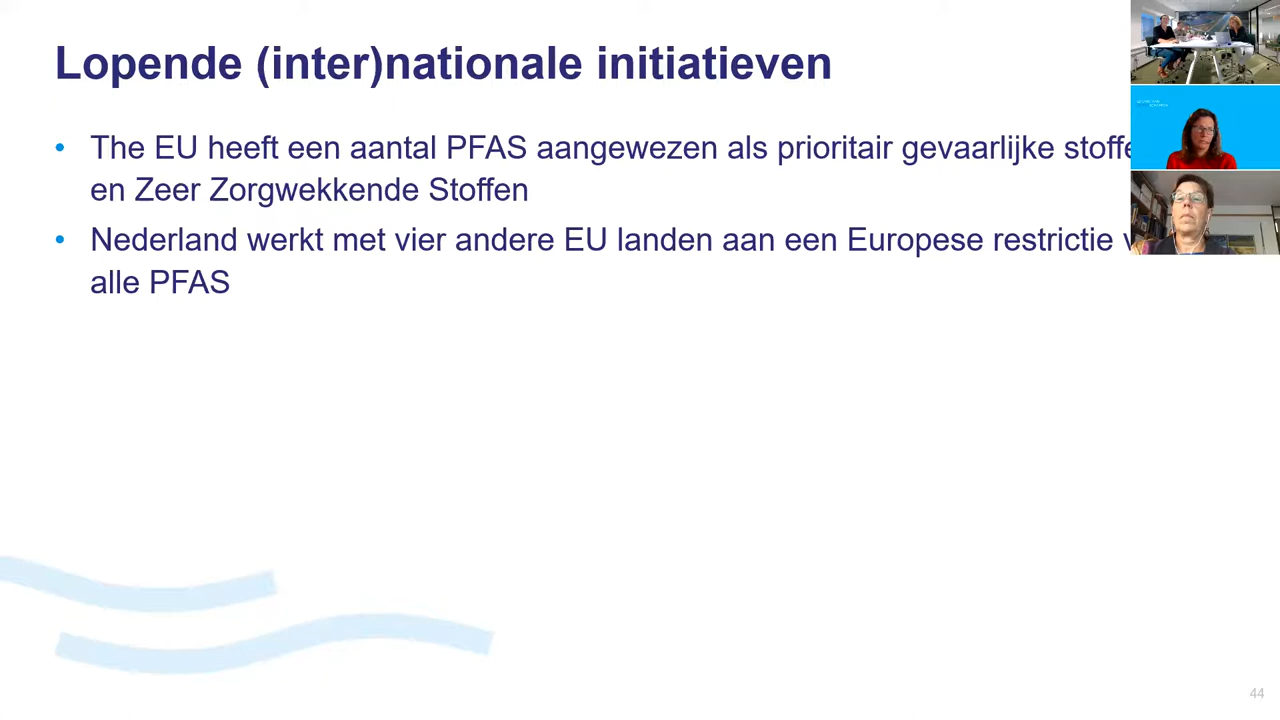 Lopende (inter)nationale initiatieven
• The EU heeft een aantal PFAS aangewezen als prioritair gevaarlijke stoffe
en Zeer Zorgwekkende Stoffen
• Nederland werkt met vier andere EU landen aan een Europese restrictie v
alle PFAS
44